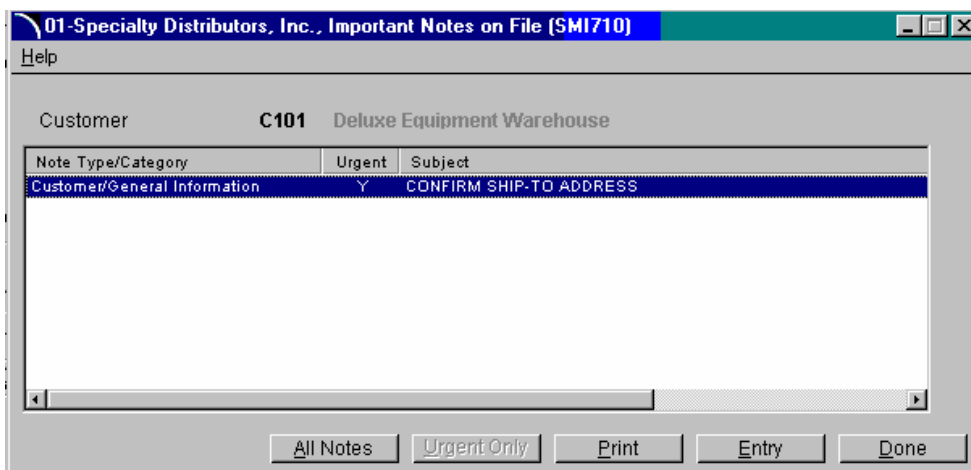 01-Specialty Distributors, Inc., Important Notes on File (SMI710)
Help
Customer C101 Deluxe Equipment Warehouse
Note Type/Category Urgent Subject
Customer/General Information Y CONFIRM SHIP-TO ADDRESS
All Notes Urgent Only Print Entry Done